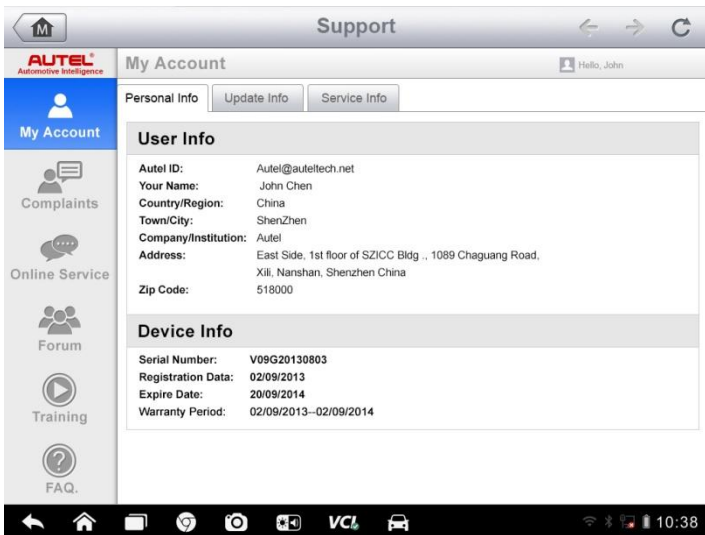 Support
AUTEL®
Automotive Intelligence
My Account
Hello, John
Personal Info
Update Info
Service Info
My Account
Complaints
Online Service
Forum
Training
FAQ.
User Info
Autel ID: Autel@auteltech.net
Your Name: John Chen
Country/Region: China
Town/City: ShenZhen
Company/Institution: Autel
Address: East Side, 1st floor of SZICC Bldg ., 1089 Chaguang Road,
Xili, Nanshan, Shenzhen China
Zip Code: 518000
Device Info
Serial Number: V09G20130803
Registration Data: 02/09/2013
Expire Date: 20/09/2014
Warranty Period: 02/09/2013--02/09/2014
VCI
10:38